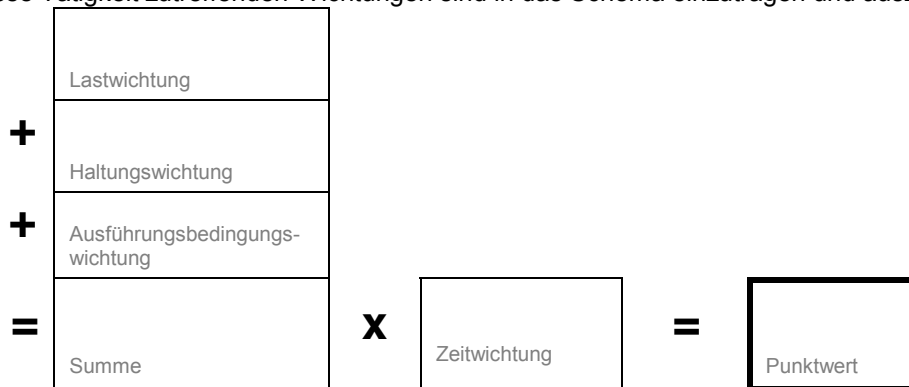 Lastwichtung
+
Haltungswichtung
+
Ausführungsbedingungs-
wichtung
=
Summe
x
Zeitwichtung
=
Punktwert